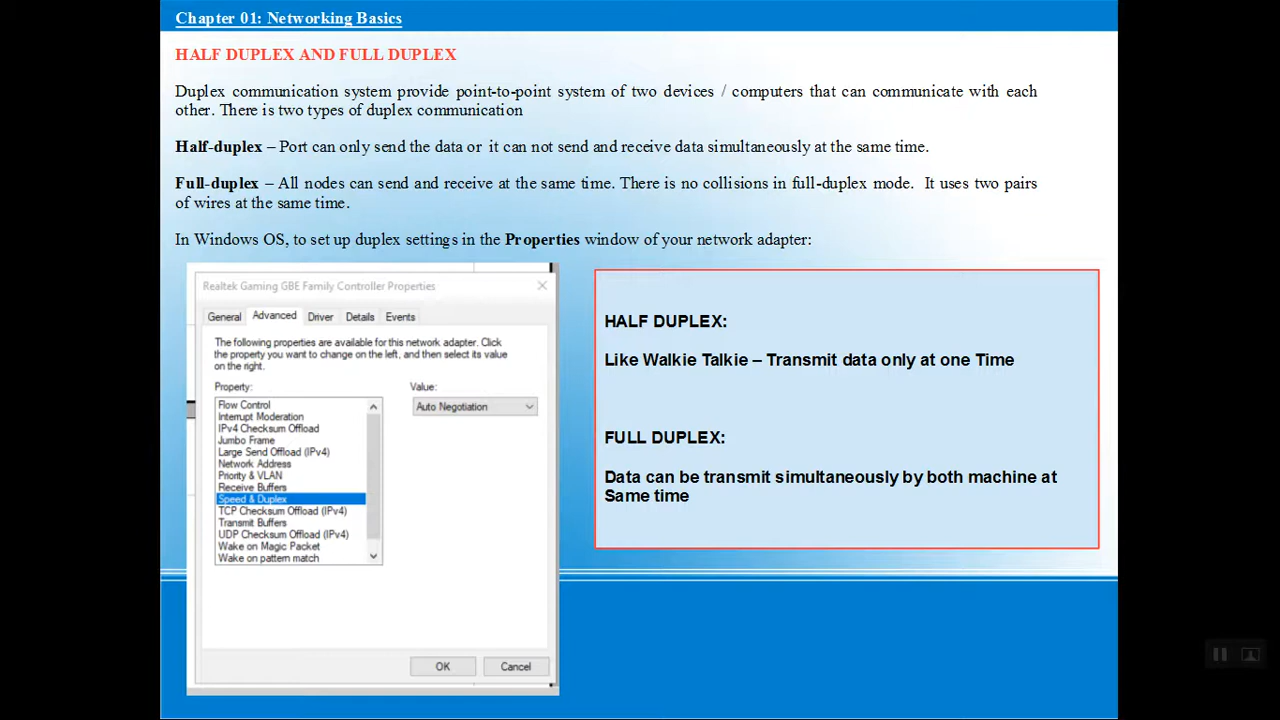 Chapter 01: Networking Basics
HALF DUPLEX AND FULL DUPLEX
Duplex communication system provide point-to-point system of two devices / computers that can communicate with each
other. There is two types of duplex communication
Half-duplex – Port can only send the data or it can not send and receive data simultaneously at the same time.
Full-duplex – All nodes can send and receive at the same time. There is no collisions in full-duplex mode. It uses two pairs
of wires at the same time.
In Windows OS, to set up duplex settings in the Properties window of your network adapter:
Realtek Gaming GBE Family Controller Properties
General Advanced Driver Details Events
The following properties are available for this network adapter. Click
the property you want to change on the left, and then select its value
on the right.
Property: Value:
Flow Control
Auto Negotiation
Interrupt Moderation
IPv4 Checksum Offload
Jumbo Frame
Large Send Offload (IPv4)
Network Address
Priority & VLAN
Receive Buffers
Speed & Duplex
TCP Checksum Offload (IPv4)
Transmit Buffers
UDP Checksum Offload (IPv4)
Wake on Magic Packet
Wake on pattern match
OK Cancel
HALF DUPLEX:
Like Walkie Talkie – Transmit data only at one Time
FULL DUPLEX:
Data can be transmit simultaneously by both machine at
Same time